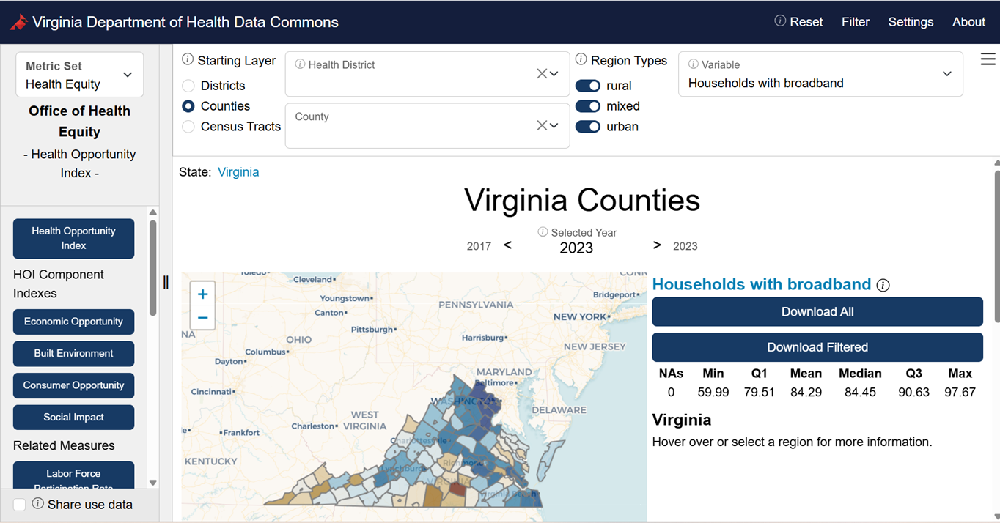 Virginia Department of Health Data Commons
Reset
Filter
Settings
About
Metric Set
Health Equity
Office of Health
Equity
- Health Opportunity
Index -
Health Opportunity
Index
HOI Component
Indexes
Economic Opportunity
Built Environment
Consumer Opportunity
Social Impact
Related Measures
Labor Force
Participation Rate
Share use data
Starting Layer
Districts
Counties
Census Tracts
Health District
County
Region Types
rural
mixed
urban
Variable
Households with broadband
State: Virginia
Virginia Counties
Selected Year
2017 < 2023 > 2023
+
−
Toledo
Cleveland
CONN
Youngstown
Bridgeport
PENNSYLVANIA
Canton
NEW YORK
Pittsburgh
NA
OHIO
Harrisburg
NEW JERSEY
Columbus
Dayton
MARYLAND
Baltimore
Cincinnati
WASHINGTON
DELAWARE
WEST
VIRGINIA
Charleston
Frankfort
Charlottesville
KENTUCKY
Richmond
Lynchburg
VIRGINIA
Virginia Beach
Households with broadband
Download All
Download Filtered
NAs Min Q1 Mean Median Q3 Max
0 59.99 79.51 84.29 84.45 90.63 97.67
Virginia
Hover over or select a region for more information.